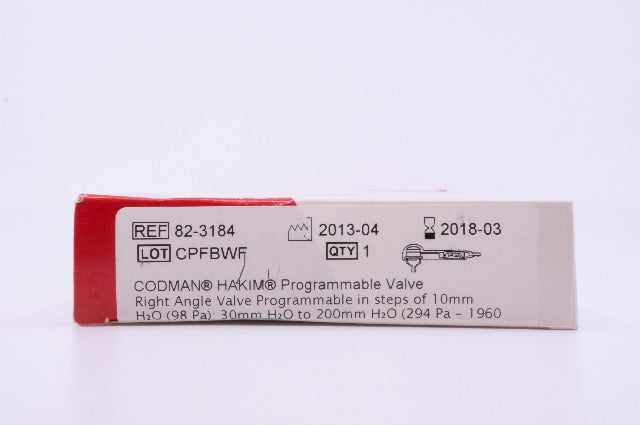 REF 82-3184 2013-04 2018-03
LOT CPFBWF QTY 1
CODMAN® HAKIM® Programmable Valve
Right Angle Valve Programmable in steps of 10mm
H₂O (98 Pa): 30mm H₂O to 200mm H₂O (294 Pa – 1960